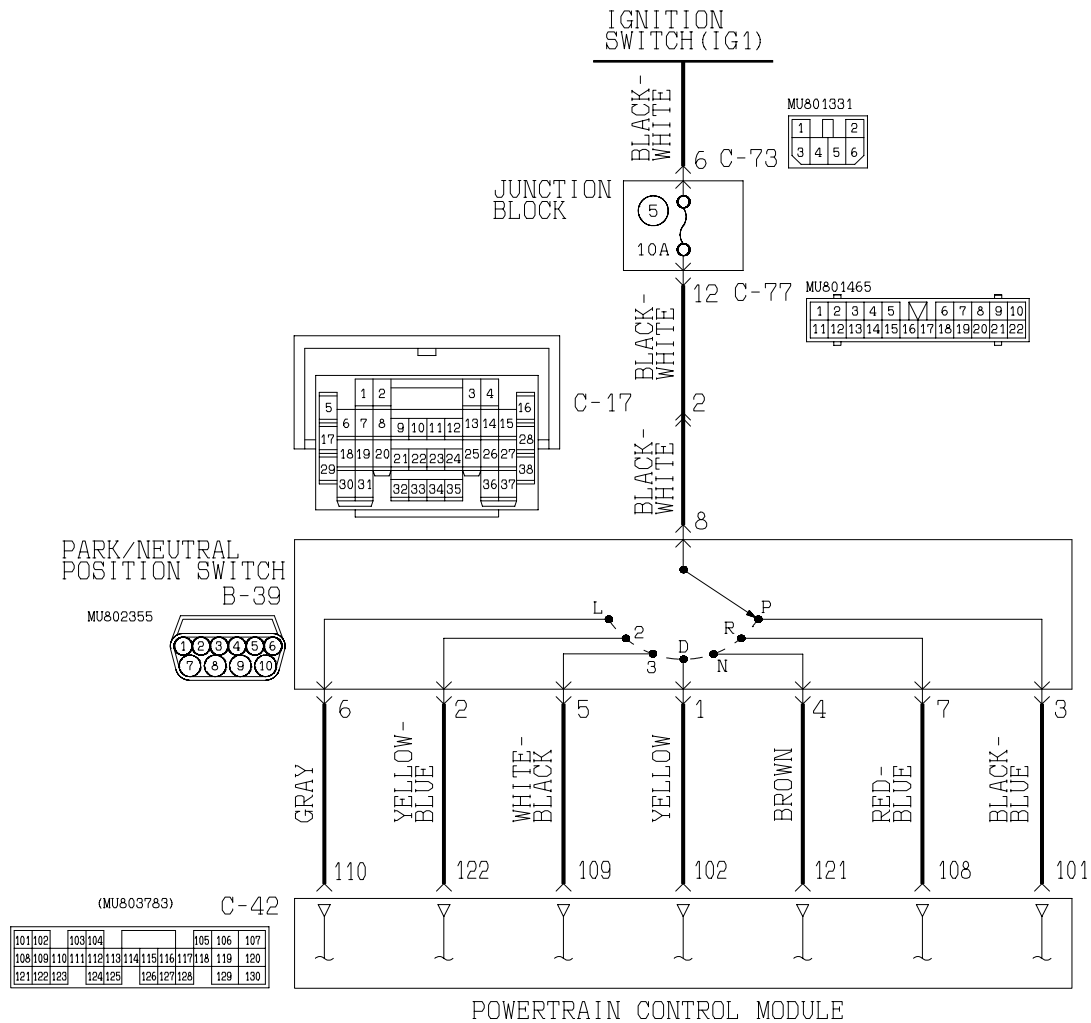 IGNITION
SWITCH(IG1)
BLACK-
WHITE
MU801331
1 2
3 4 5 6
6 C-73
JUNCTION
BLOCK
5
10A
12 C-77
MU801465
1 2 3 4 5 6 7 8 9 10
11 12 13 14 15 16 17 18 19 20 21 22
BLACK-
WHITE
C-17 2
1 2 3 4
5 16
6 7 8 9 10 11 12 13 14 15
17 28
18 19 20 21 22 23 24 25 26 27
29 38
30 31 32 33 34 35 36 37
BLACK-
WHITE
8
PARK/NEUTRAL
POSITION SWITCH
B-39
MU802355
1 2 3 4 5 6
7 8 9 10
L P
2 R
3 D N
6 2 5 1 4 7 3
GRAY
YELLOW-
BLUE
WHITE-
BLACK
YELLOW
BROWN
RED-
BLUE
BLACK-
BLUE
110 122 109 102 121 108 101
(MU803783) C-42
101 102 103 104 105 106 107
108 109 110 111 112 113 114 115 116 117 118 119 120
121 122 123 124 125 126 127 128 129 130
POWERTRAIN CONTROL MODULE